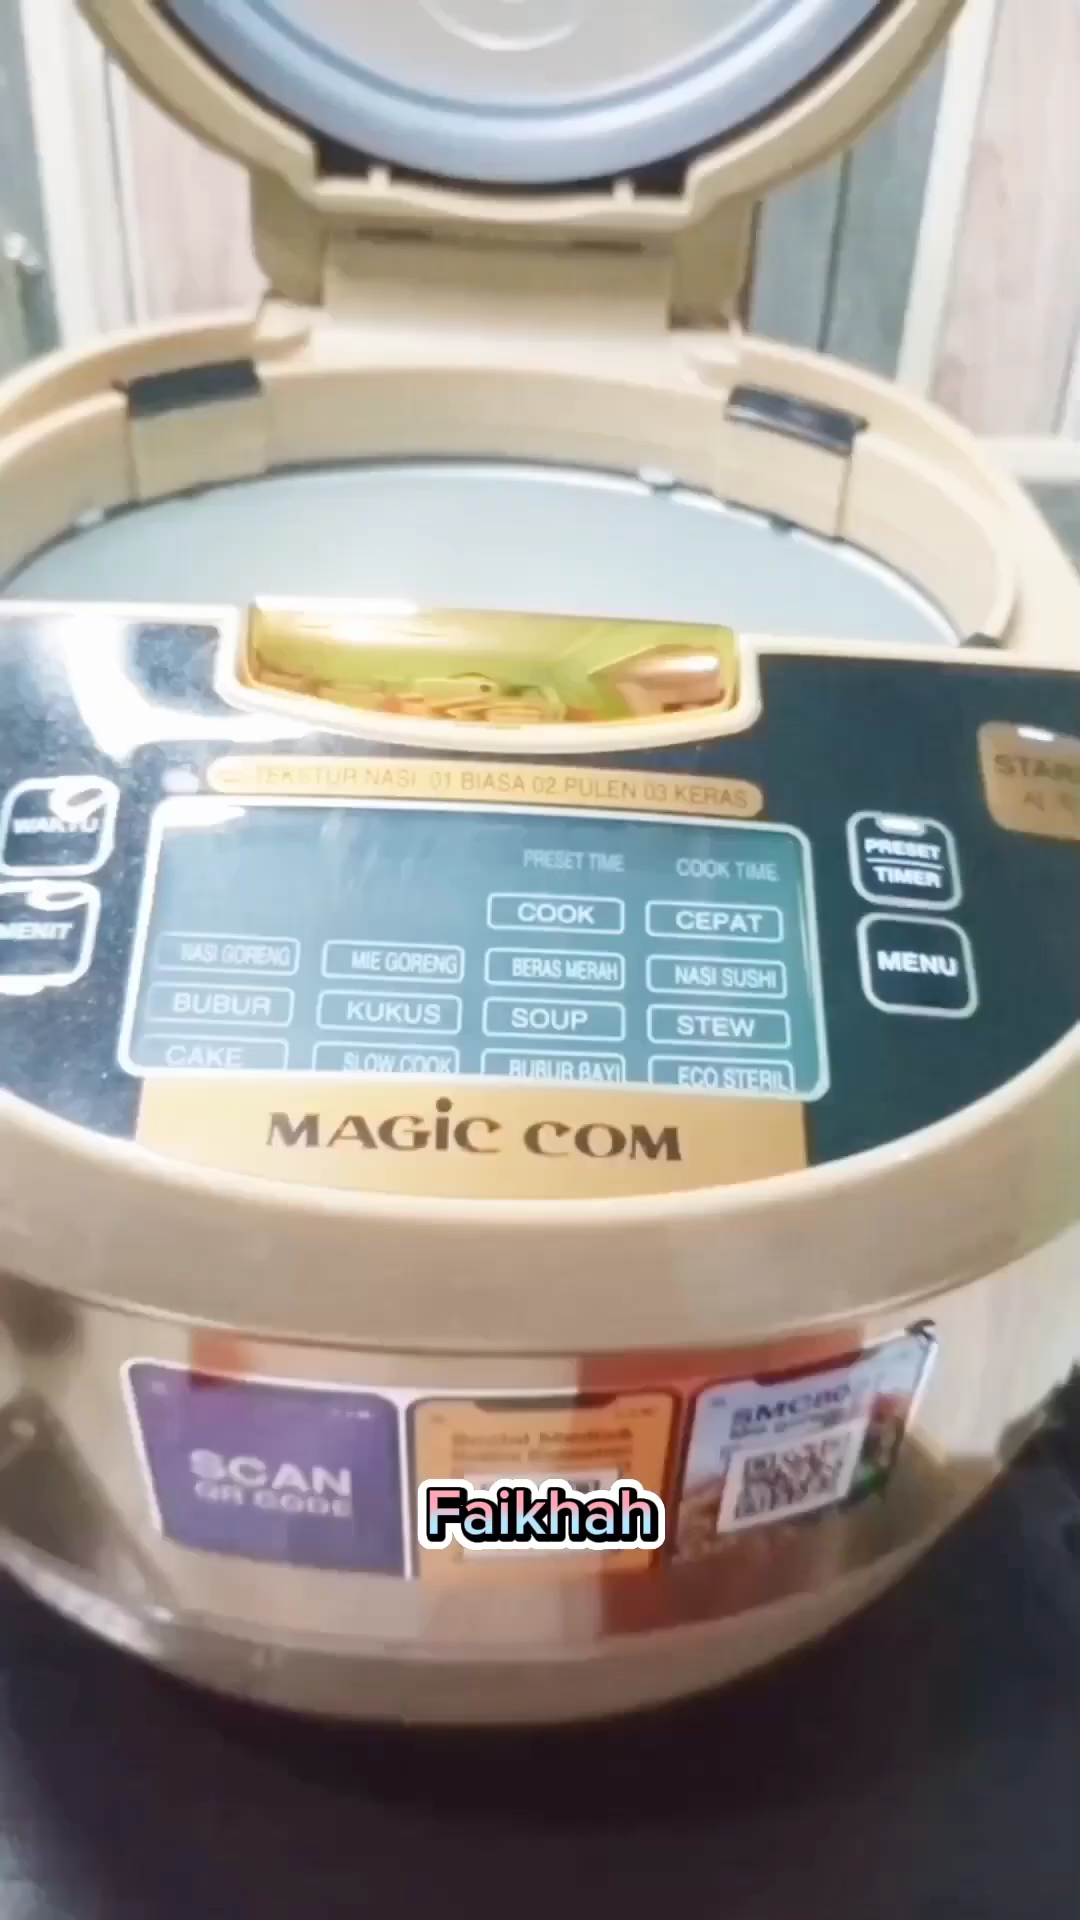 TEKSTUR NASI 01 BIASA 02 PULEN 03 KERAS
START
WAKTU
MENIT
PRESET TIME
COOK TIME
PRESET
TIMER
MENU
COOK
CEPAT
NASI GORENG
MIE GORENG
BERAS MERAH
NASI SUSHI
BUBUR
KUKUS
SOUP
STEW
CAKE
SLOW COOK
BUBUR BAYI
ECO STERIL
MAGiC COM
SCAN
QR CODE
Faikhah